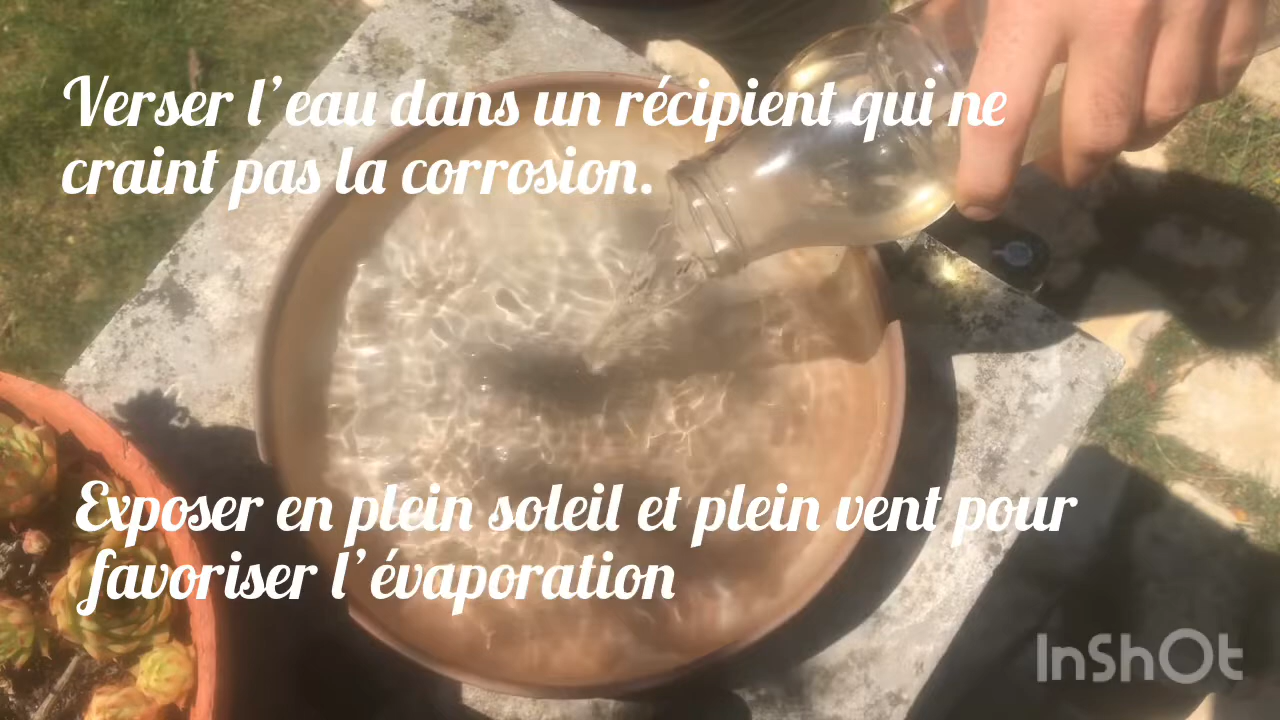 Verser l'eau dans un récipient qui ne
craint pas la corrosion.
Exposer en plein soleil et plein vent pour
favoriser l'évaporation
InShOt